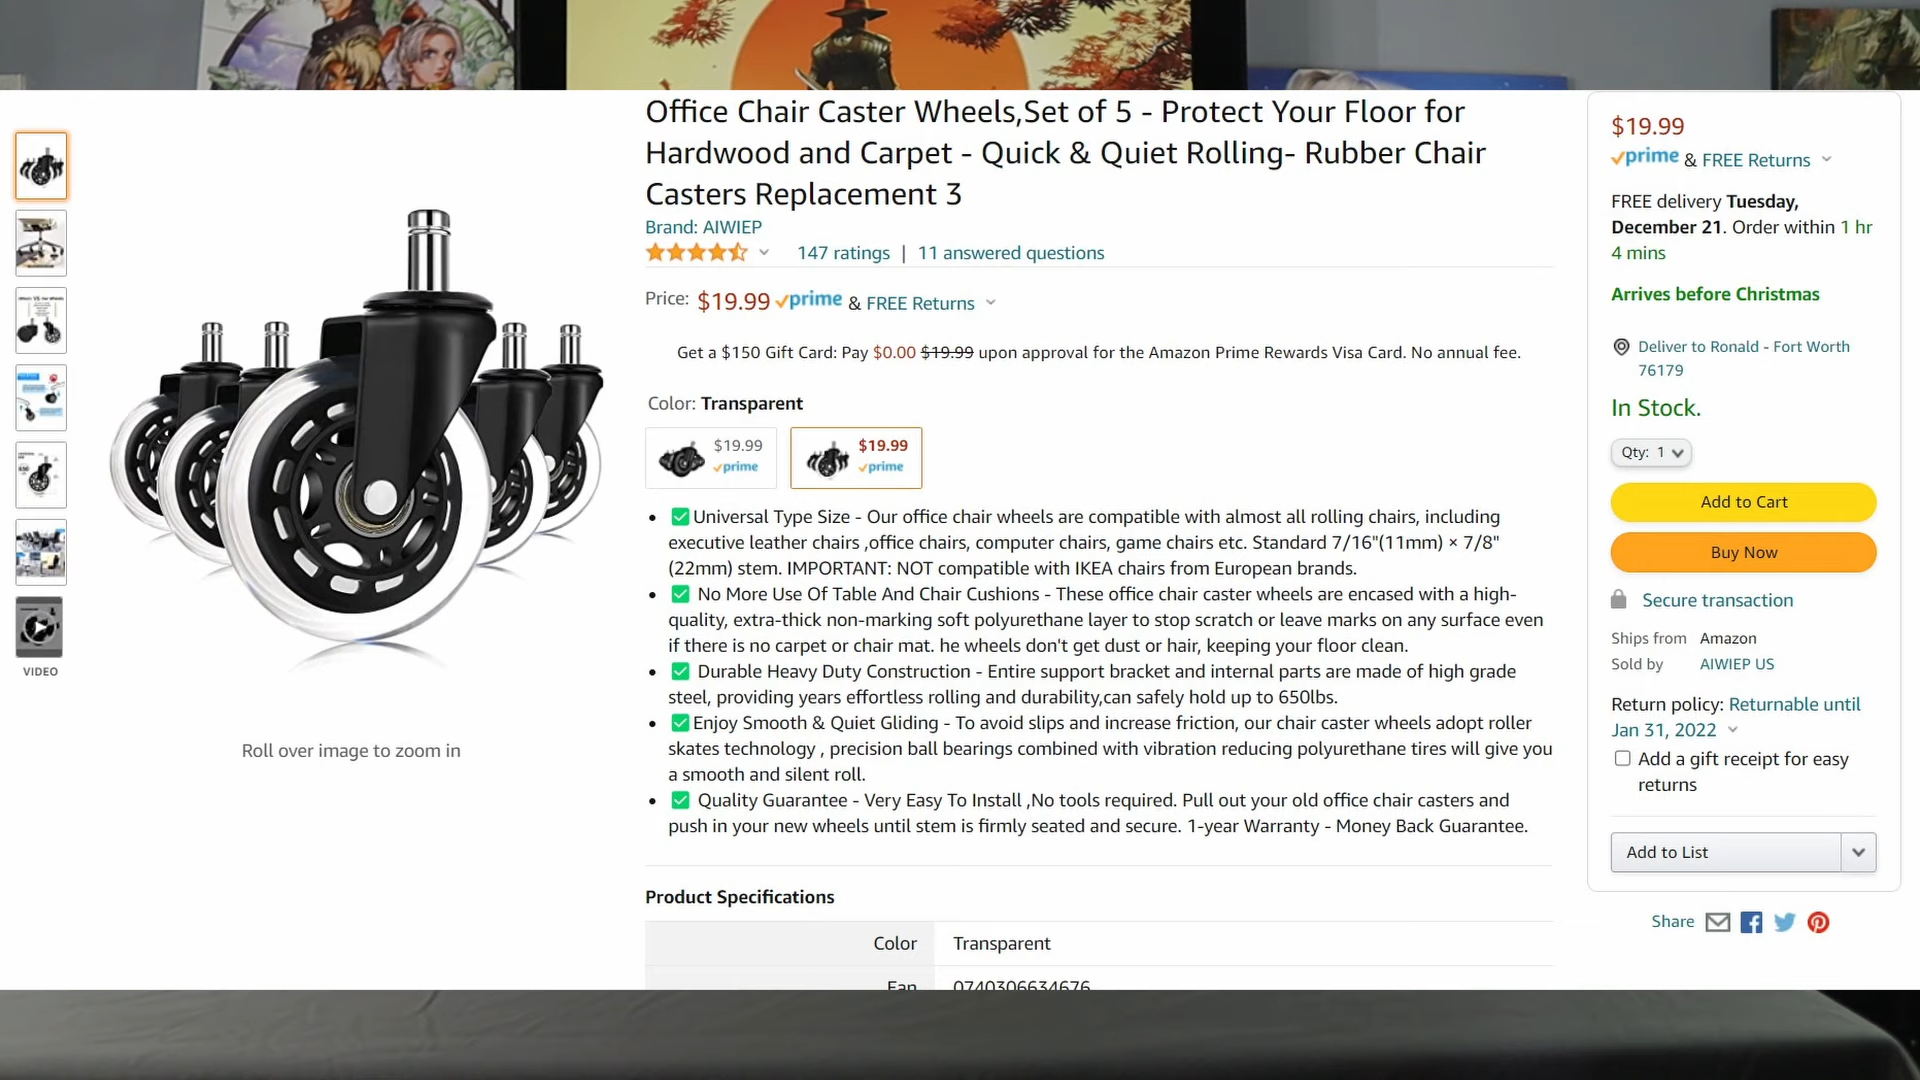 Office Chair Caster Wheels,Set of 5 - Protect Your Floor for
Hardwood and Carpet - Quick & Quiet Rolling- Rubber Chair
Casters Replacement 3
Brand: AIWIEP
147 ratings | 11 answered questions
Price: $19.99 prime & FREE Returns
Get a $150 Gift Card: Pay $0.00 $19.99 upon approval for the Amazon Prime Rewards Visa Card. No annual fee.
Color: Transparent
$19.99
prime
$19.99
prime
• ✅Universal Type Size - Our office chair wheels are compatible with almost all rolling chairs, including
executive leather chairs ,office chairs, computer chairs, game chairs etc. Standard 7/16"(11mm) × 7/8"
(22mm) stem. IMPORTANT: NOT compatible with IKEA chairs from European brands.
• ✅ No More Use Of Table And Chair Cushions - These office chair caster wheels are encased with a high-
quality, extra-thick non-marking soft polyurethane layer to stop scratch or leave marks on any surface even
if there is no carpet or chair mat. he wheels don't get dust or hair, keeping your floor clean.
• ✅ Durable Heavy Duty Construction - Entire support bracket and internal parts are made of high grade
steel, providing years effortless rolling and durability,can safely hold up to 650lbs.
• ✅Enjoy Smooth & Quiet Gliding - To avoid slips and increase friction, our chair caster wheels adopt roller
skates technology , precision ball bearings combined with vibration reducing polyurethane tires will give you
a smooth and silent roll.
• ✅ Quality Guarantee - Very Easy To Install ,No tools required. Pull out your old office chair casters and
push in your new wheels until stem is firmly seated and secure. 1-year Warranty - Money Back Guarantee.
Product Specifications
Color Transparent
Ean 0740306634676
VIDEO
Roll over image to zoom in
$19.99
prime & FREE Returns
FREE delivery Tuesday,
December 21. Order within 1 hr
4 mins
Arrives before Christmas
Deliver to Ronald - Fort Worth
76179
In Stock.
Qty: 1
Add to Cart
Buy Now
Secure transaction
Ships from Amazon
Sold by AIWIEP US
Return policy: Returnable until
Jan 31, 2022
Add a gift receipt for easy
returns
Add to List
Share